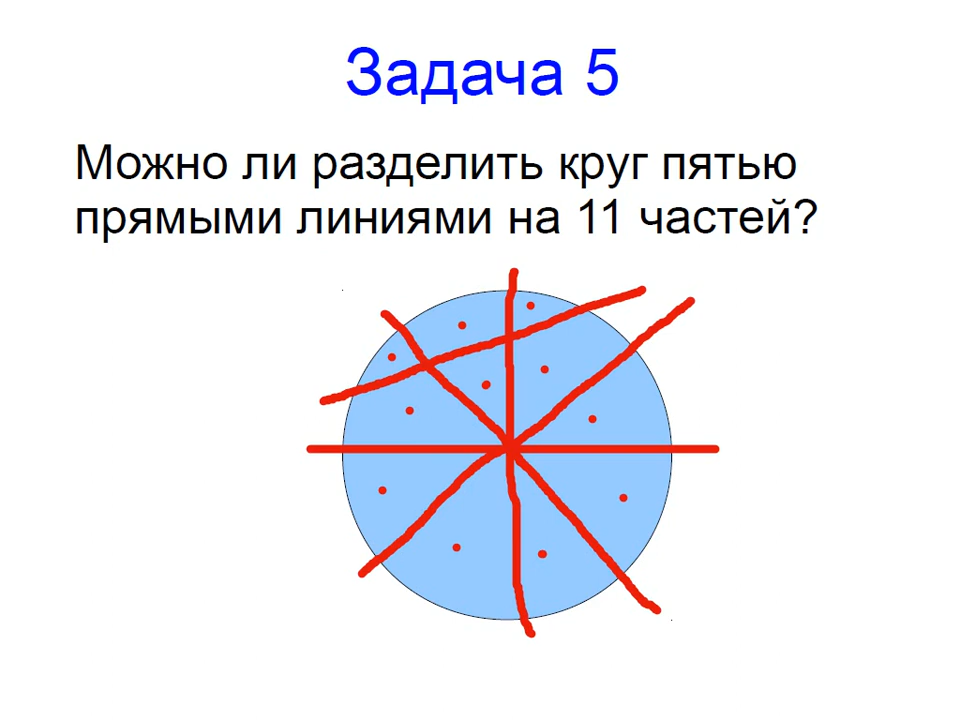 Задача 5
Можно ли разделить круг пятью
прямыми линиями на 11 частей?